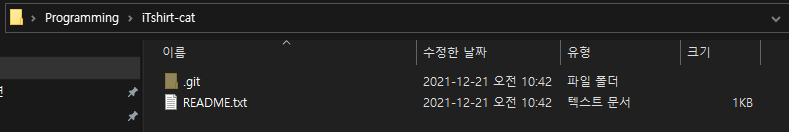 Programming > iTshirt-cat
이름 수정한 날짜 유형 크기
.git 2021-12-21 오전 10:42 파일 폴더
README.txt 2021-12-21 오전 10:42 텍스트 문서 1KB